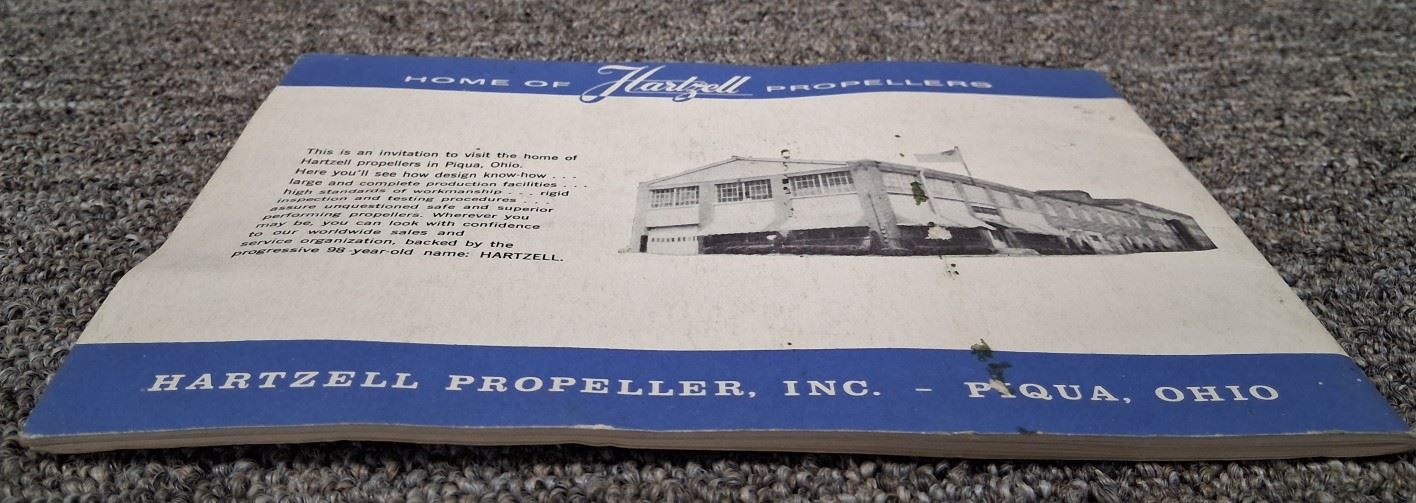 HOME OF Hartzell PROPELLERS
This is an invitation to visit the home of
Hartzell propellers in Piqua, Ohio.
Here you'll see how design know-how ...
large and complete production facilities ...
high standards of workmanship ... rigid
inspection and testing procedures ...
assure unquestioned safe and superior
performing propellers. Wherever you
may be, you can look with confidence
to our worldwide sales and
service organization, backed by the
progressive 98-year-old name: HARTZELL.
HARTZELL PROPELLER, INC. – PIQUA, OHIO